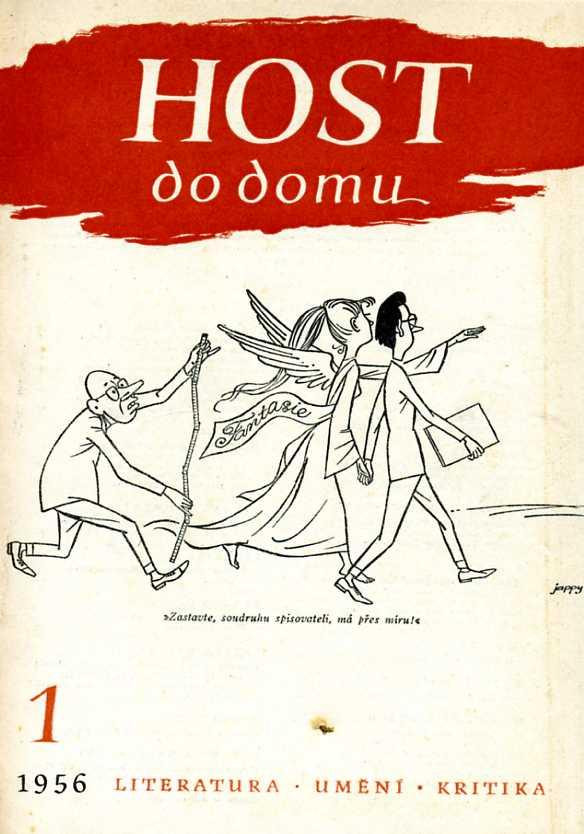 HOST
do domu
Fantasie
jappy
»Zastavte, soudruhu spisovateli, má přes míru!«
1
1956 LITERATURA · UMĚNÍ · KRITIKA